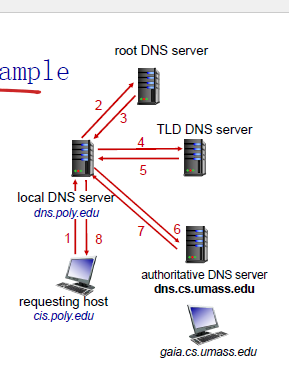 ample
root DNS server
2
3
TLD DNS server
4
5
local DNS server
dns.poly.edu
1
8
7
6
authoritative DNS server
dns.cs.umass.edu
requesting host
cis.poly.edu
gaia.cs.umass.edu